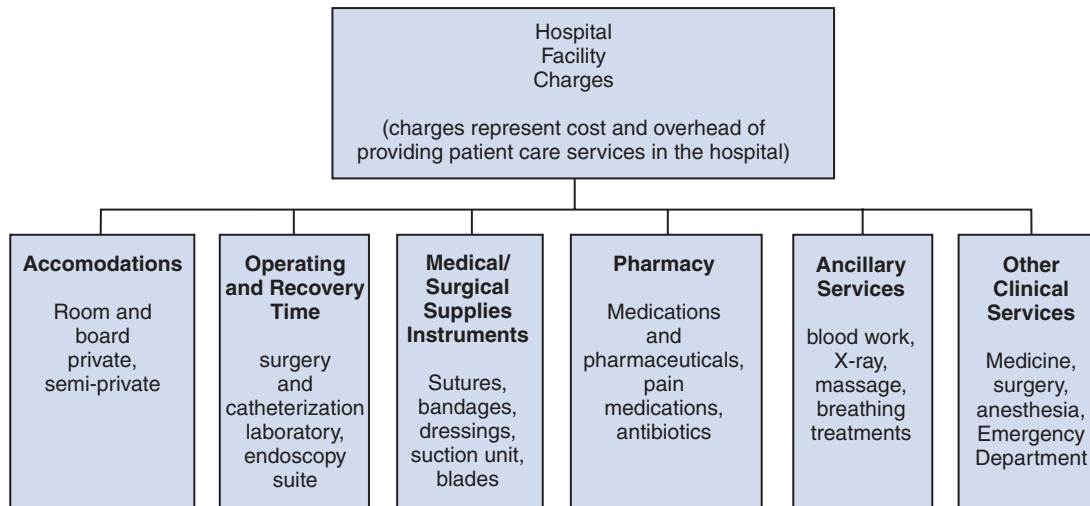 Hospital
Facility
Charges
(charges represent cost and overhead of
providing patient care services in the hospital)
Accomodations
Room and
board
private,
semi-private
Operating
and Recovery
Time
surgery
and
catheterization
laboratory,
endoscopy
suite
Medical/
Surgical
Supplies
Instruments
Sutures,
bandages,
dressings,
suction unit,
blades
Pharmacy
Medications
and
pharmaceuticals,
pain
medications,
antibiotics
Ancillary
Services
blood work,
X-ray,
massage,
breathing
treatments
Other
Clinical
Services
Medicine,
surgery,
anesthesia,
Emergency
Department